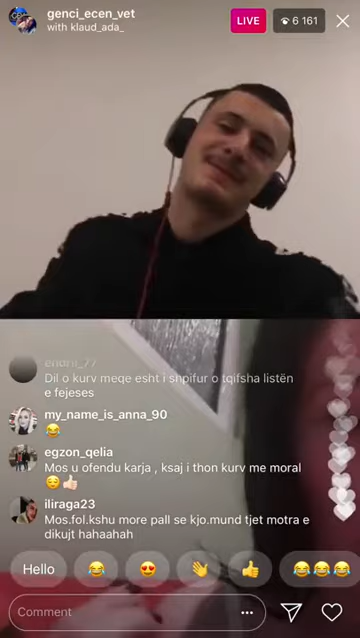 genci_ecen_vet
with klaud_ada_
LIVE
6 161
endrii_77
Dil o kurv meqe esht i shpifur o tqifsha listën
e fejeses
my_name_is_anna_90
😂
egzon_qelia
Mos u ofendu karja , ksaj i thon kurv me moral
😌👍🏻
iliraga23
Mos.fol.kshu more pall se kjo.mund tjet motra e
dikujt hahaahah
Hello 😂 😍 👋 👍 😂😂😂
Comment